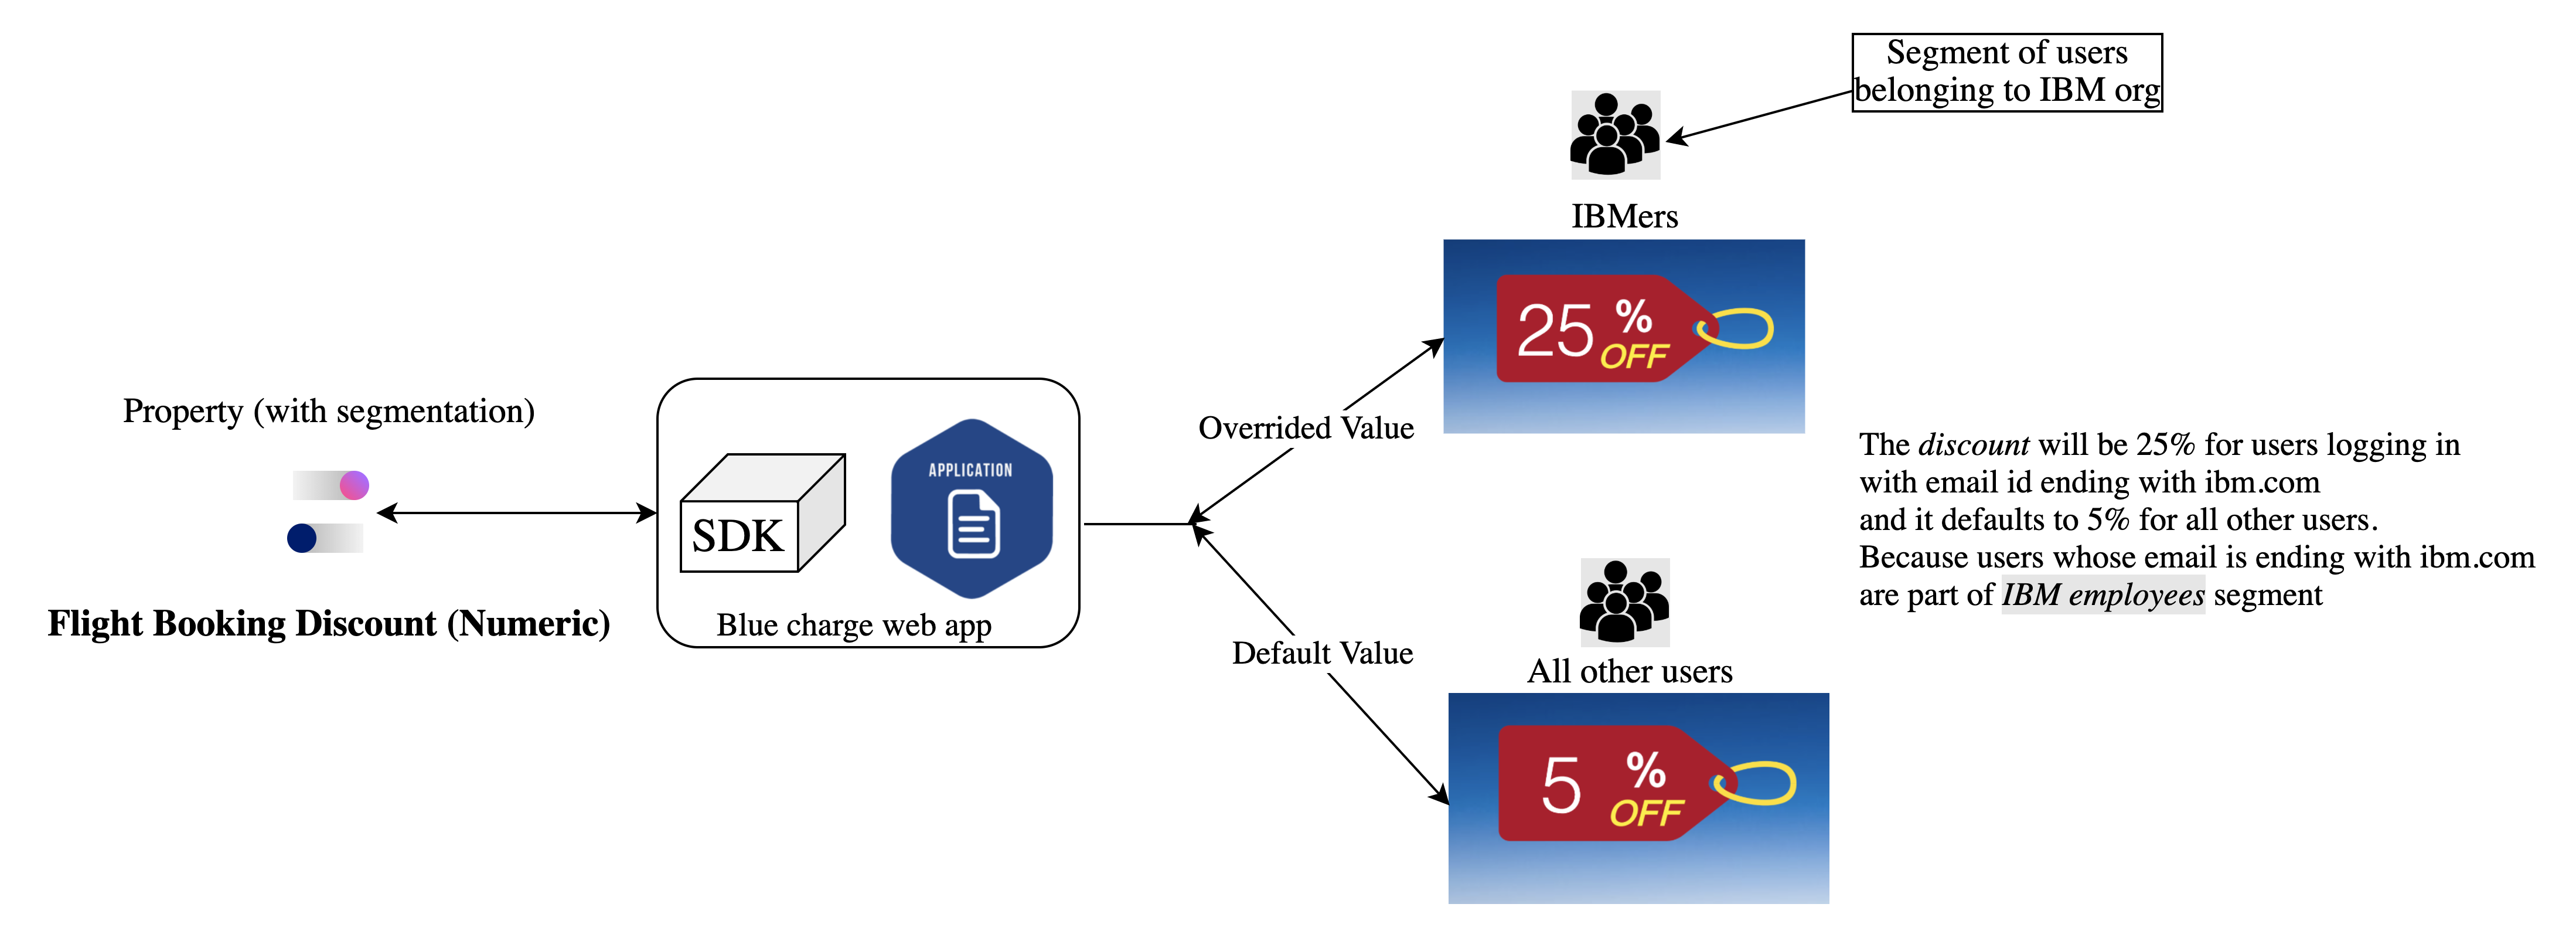 Segment of users
belonging to IBM org
IBMers
25 %
OFF
Property (with segmentation)
Overrided Value
The discount will be 25% for users logging in
with email id ending with ibm.com
and it defaults to 5% for all other users.
Because users whose email is ending with ibm.com
are part of IBM employees segment
APPLICATION
SDK
Blue charge web app
Flight Booking Discount (Numeric)
Default Value
All other users
5 %
OFF